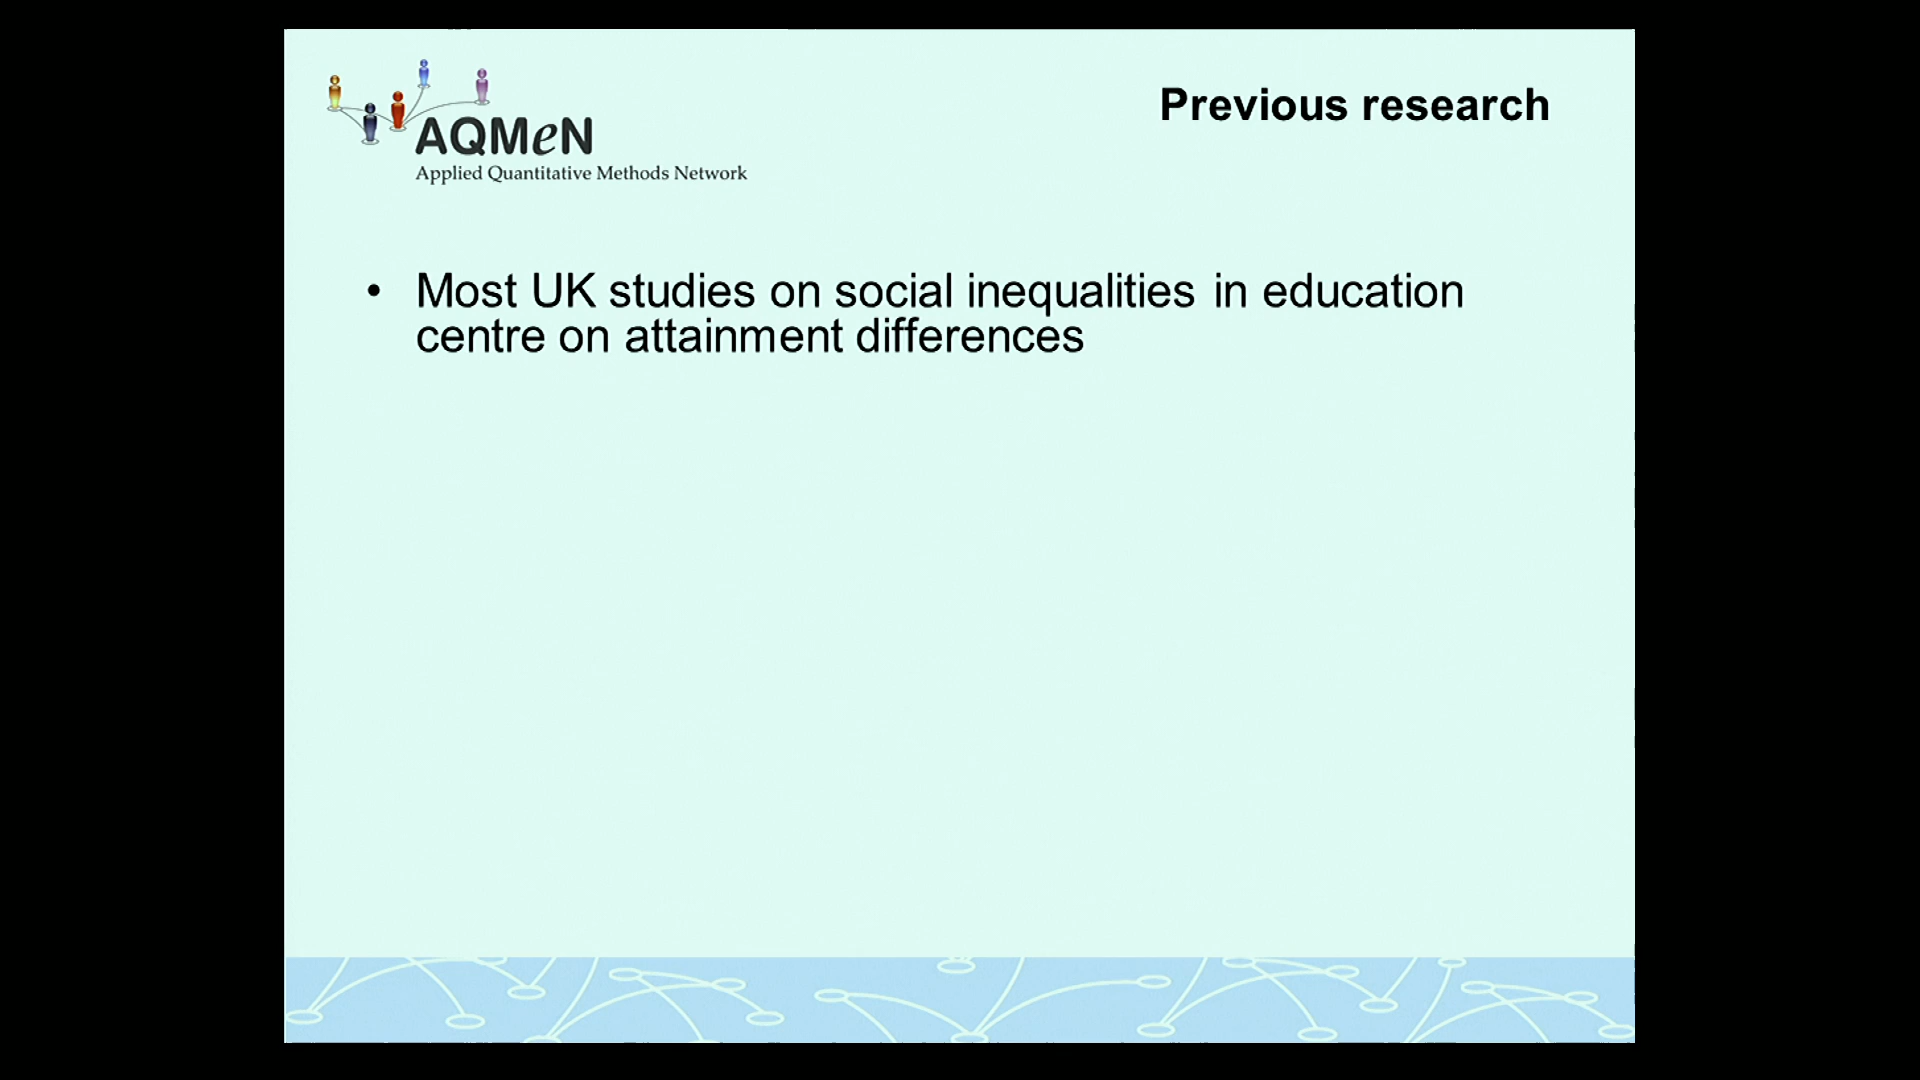 AQMeN
Applied Quantitative Methods Network
Previous research
• Most UK studies on social inequalities in education
centre on attainment differences